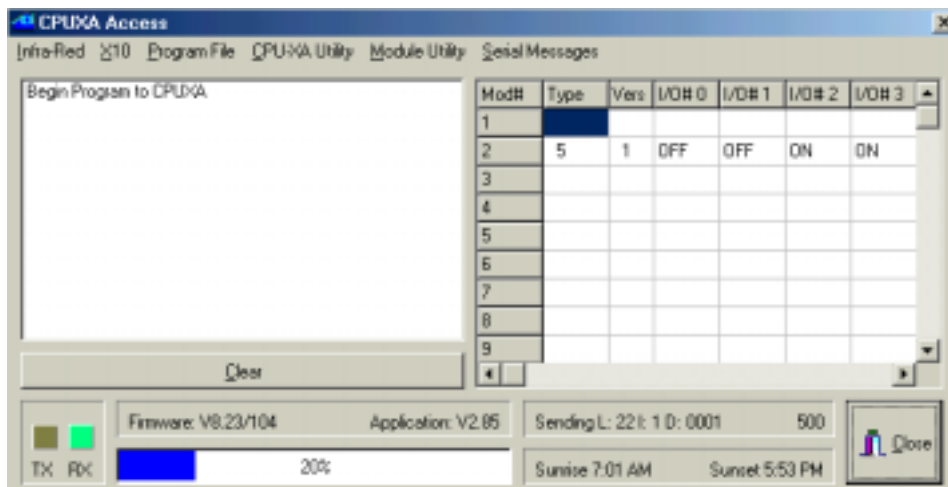 CPUXA Access
Infra-Red X10 Program File CPU-XA Utility Module Utility Serial Messages
Begin Program to CPUXA
Mod# Type Vers I/O# 0 I/O# 1 I/O# 2 I/O# 3
1
2 5 1 OFF OFF ON ON
3
4
5
6
7
8
9
Clear
Firmware: V8.23/104 Application: V2.85 Sending L: 22 I: 1 D: 0001 500
Close
TX RX 20% Sunrise 7:01 AM Sunset 5:53 PM